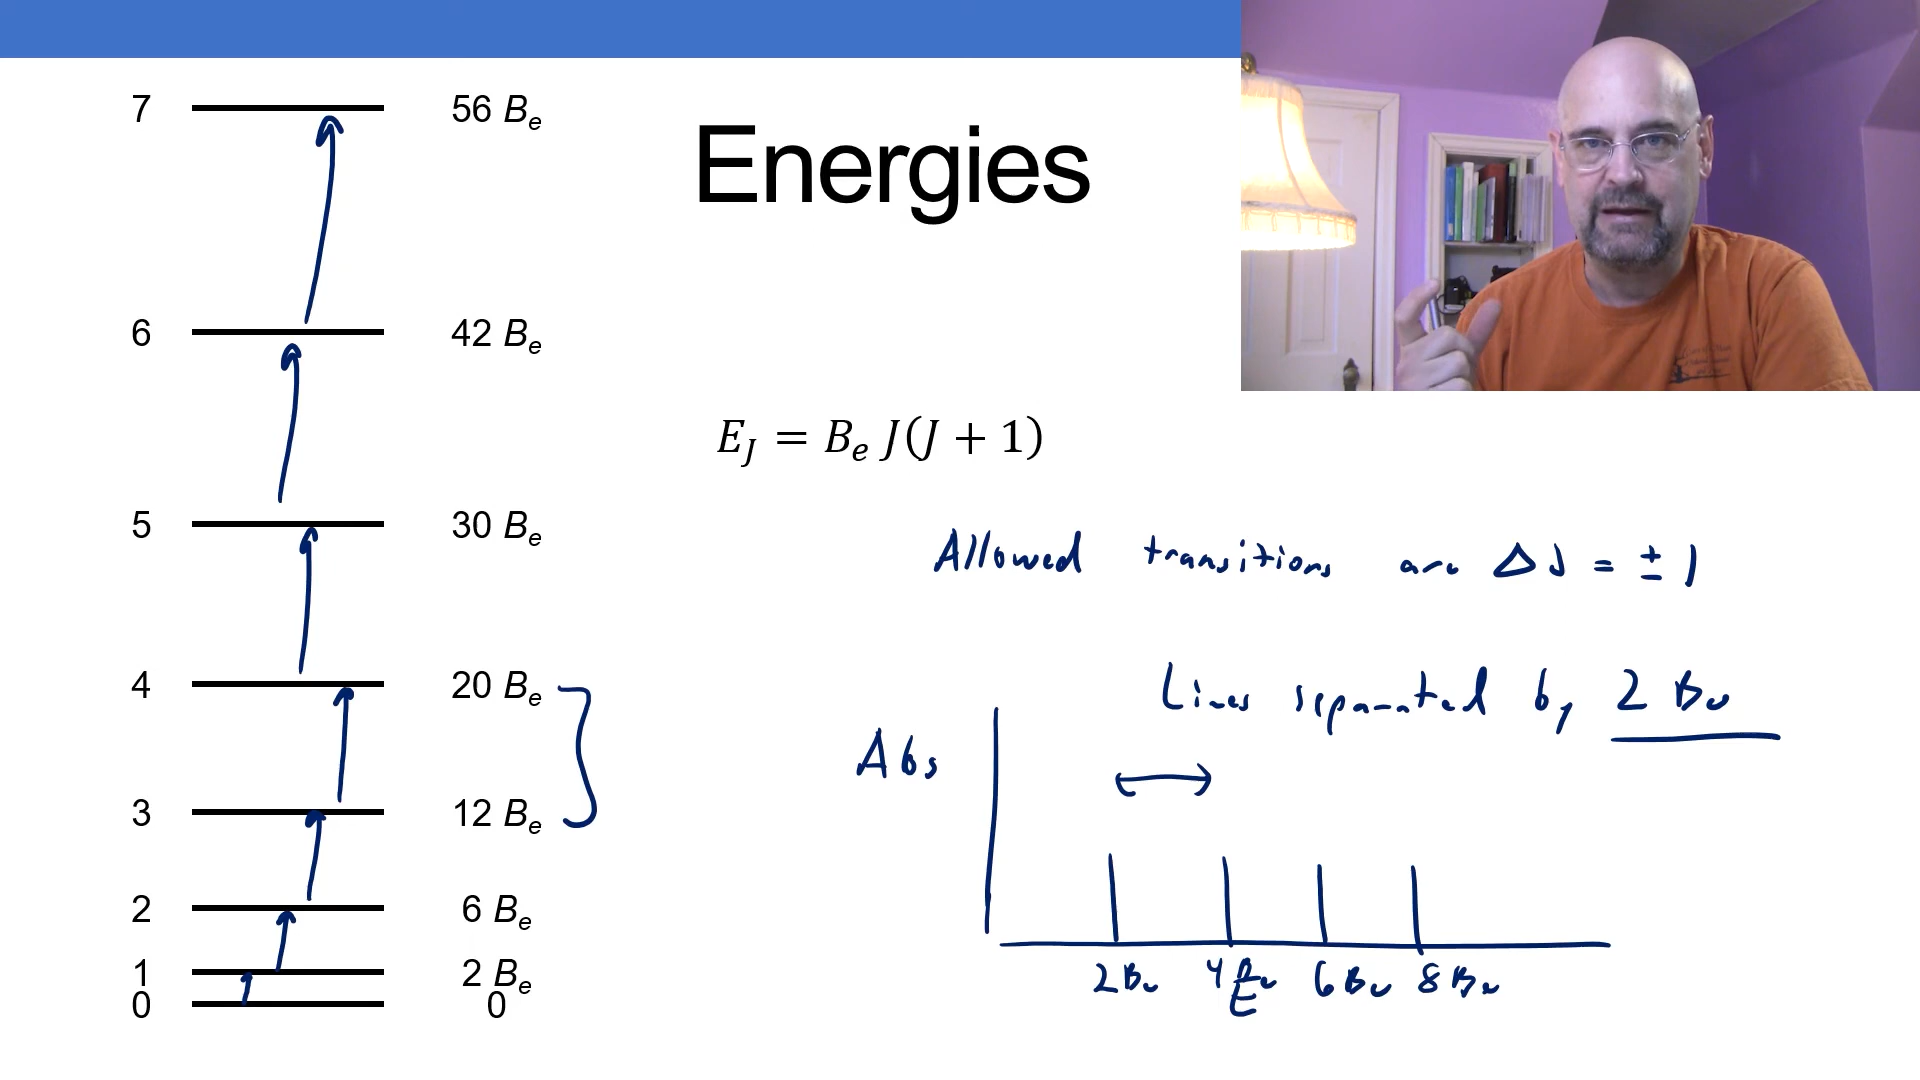 Energies
7 56 Be
6 42 Be
E_J = B_e J(J + 1)
5 30 Be
Allowed transitions are ΔJ = ± 1
4 20 Be
Lines separated by 2 Be
Abs
3 12 Be
2 6 Be
1 2 Be
2Be 4Be 6Be 8Be
E
0 0